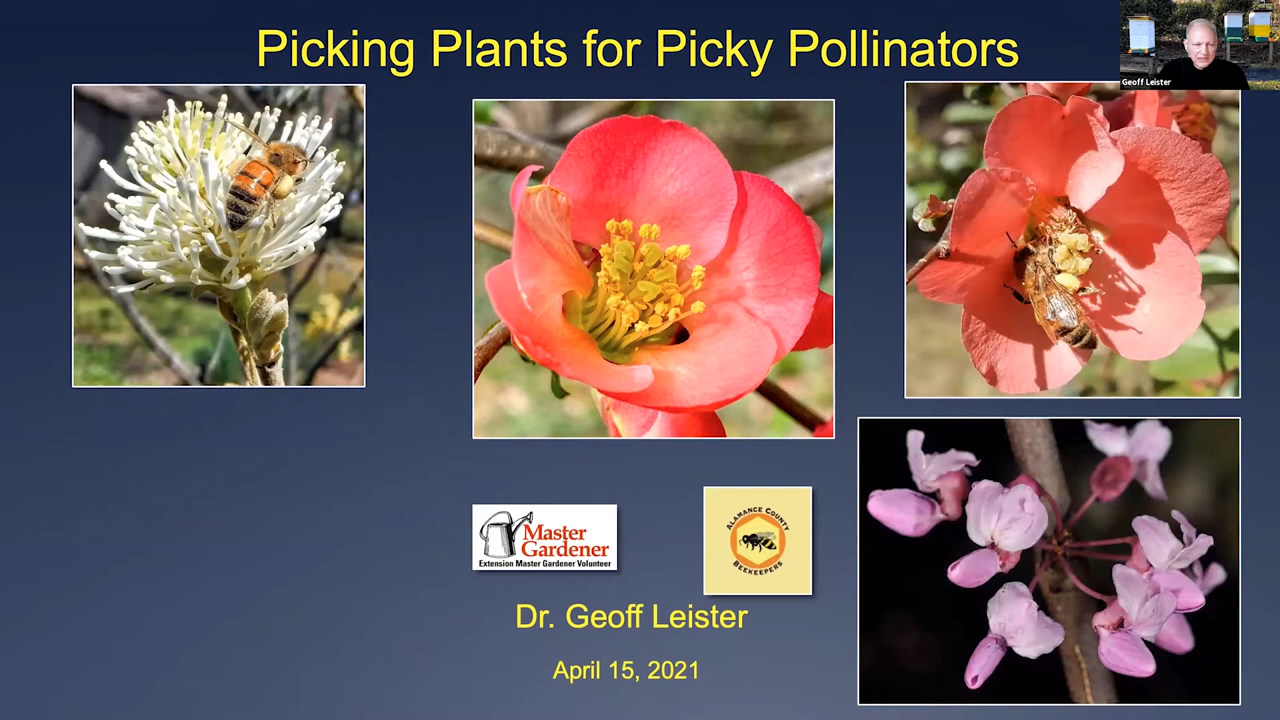 Picking Plants for Picky Pollinators
Geoff Leister
Master
Gardener
Extension Master Gardener Volunteer
ALAMANCE COUNTY
BEEKEEPERS
Dr. Geoff Leister
April 15, 2021